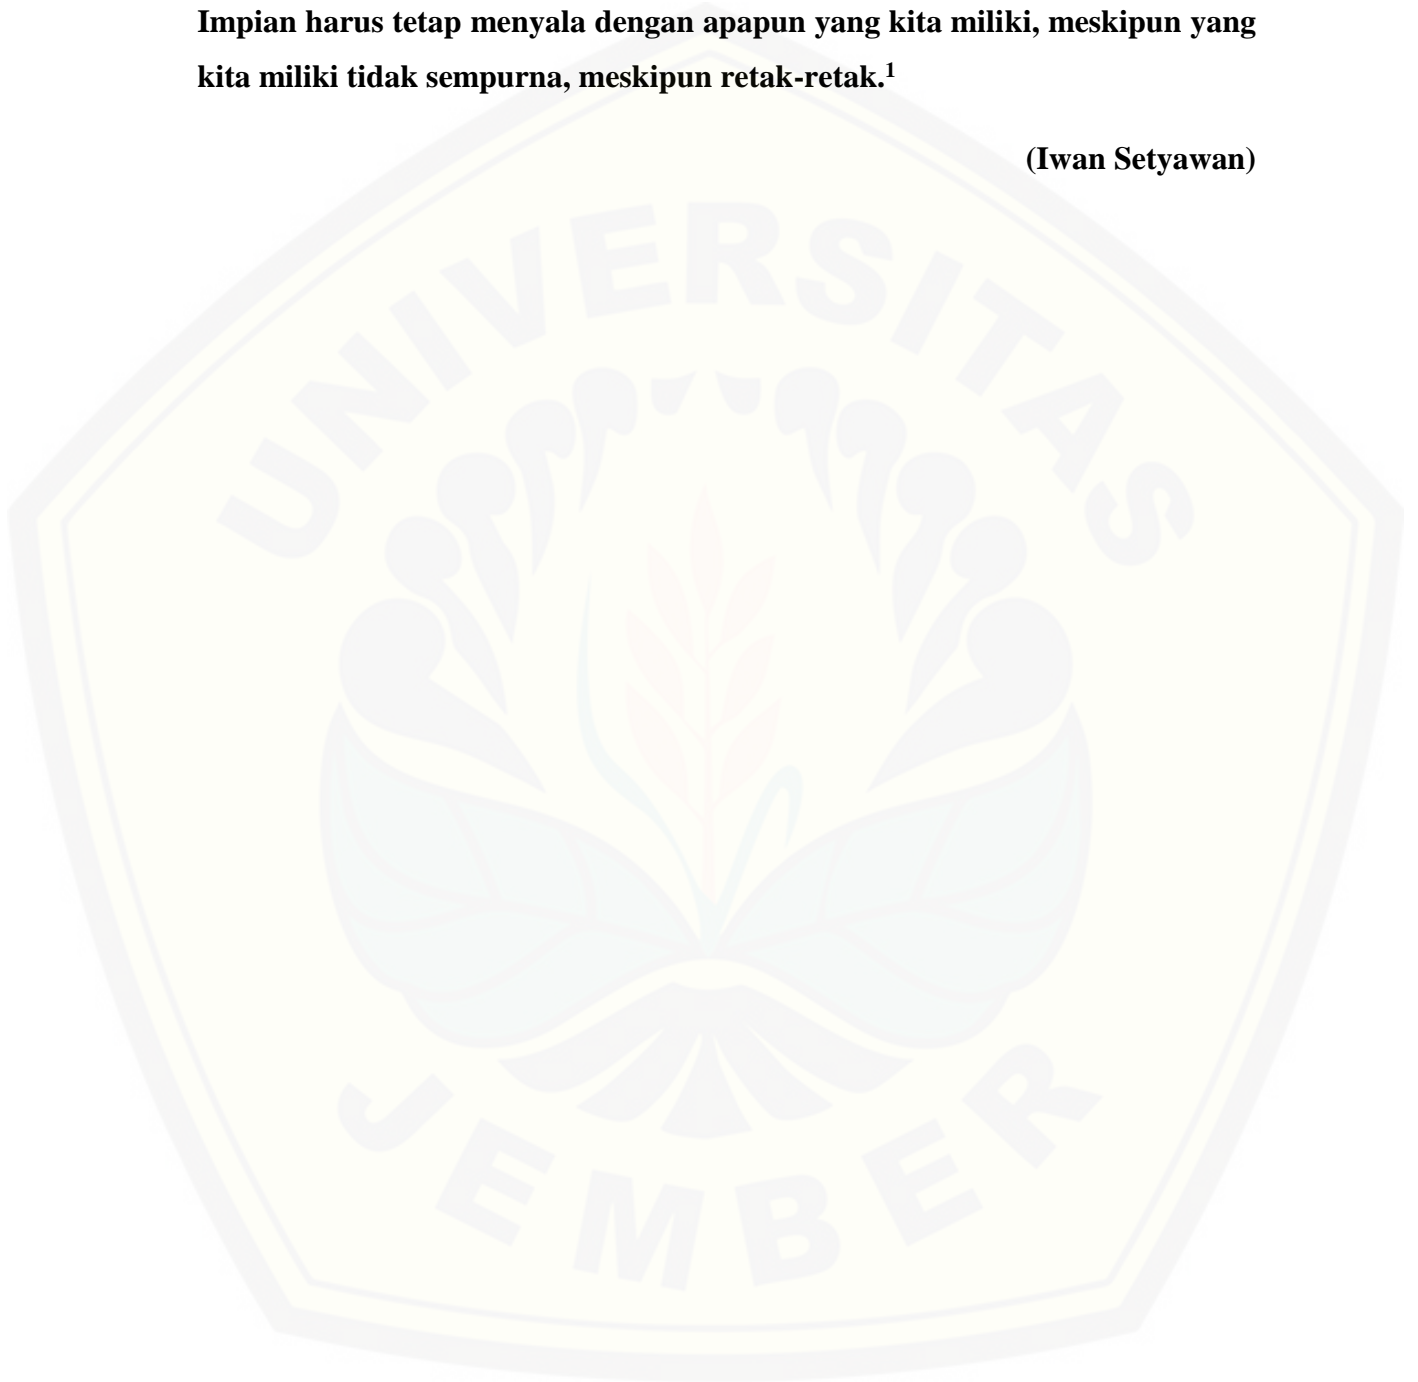 Impian harus tetap menyala dengan apapun yang kita miliki, meskipun yang
kita miliki tidak sempurna, meskipun retak-retak.¹
(Iwan Setyawan)
UNIVERSITAS
JEMBER